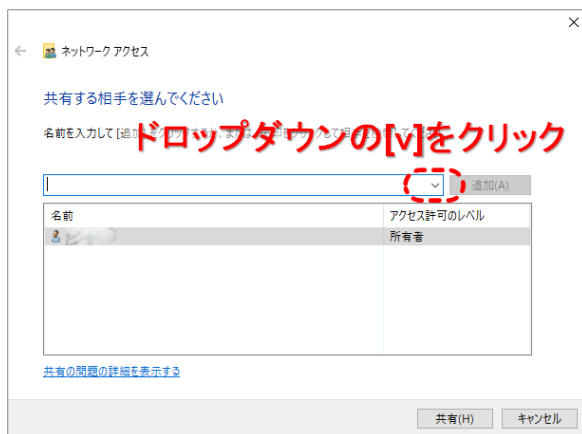 ネットワーク アクセス
共有する相手を選んでください
名前を入力して [追加]
ドロップダウンの[v]をクリック
追加(A)
名前 アクセス許可のレベル
所有者
共有の問題の詳細を表示する
共有(H) キャンセル